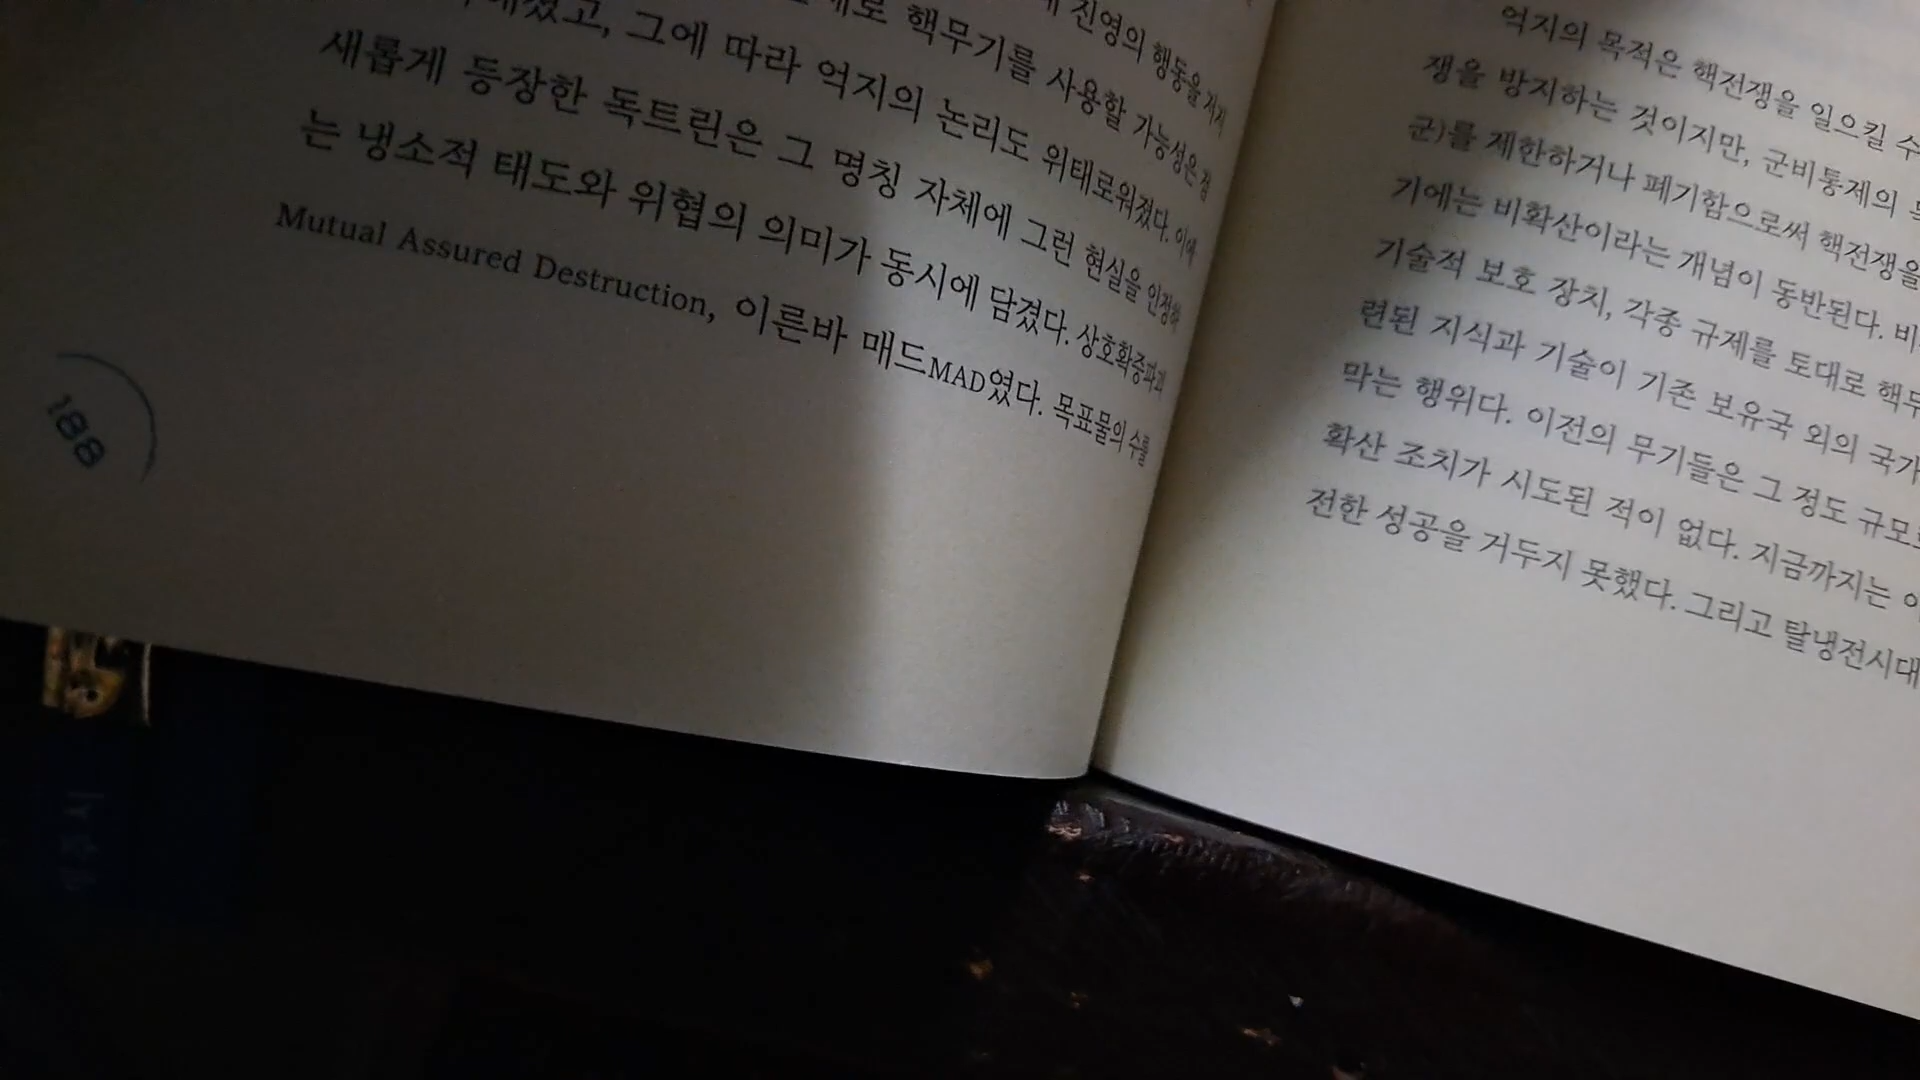 진영의 행동을 저지
핵무기를 사용할 가능성은 점
그에 따라 억지의 논리도 위태로워졌다. 이에
새롭게 등장한 독트린은 그 명칭 자체에 그런 현실을 인정하
는 냉소적 태도와 위협의 의미가 동시에 담겼다. 상호확증파괴
Mutual Assured Destruction, 이른바 매드MAD였다. 목표물의 수를
188
억지의 목적은 핵전쟁을 일으킬 수
쟁을 방지하는 것이지만, 군비통제의
군)를 제한하거나 폐기함으로써 핵전쟁을
기에는 비확산이라는 개념이 동반된다. 비
기술적 보호 장치, 각종 규제를 토대로 핵무
련된 지식과 기술이 기존 보유국 외의 국가
막는 행위다. 이전의 무기들은 그 정도 규모
확산 조치가 시도된 적이 없다. 지금까지는
전한 성공을 거두지 못했다. 그리고 탈냉전시대